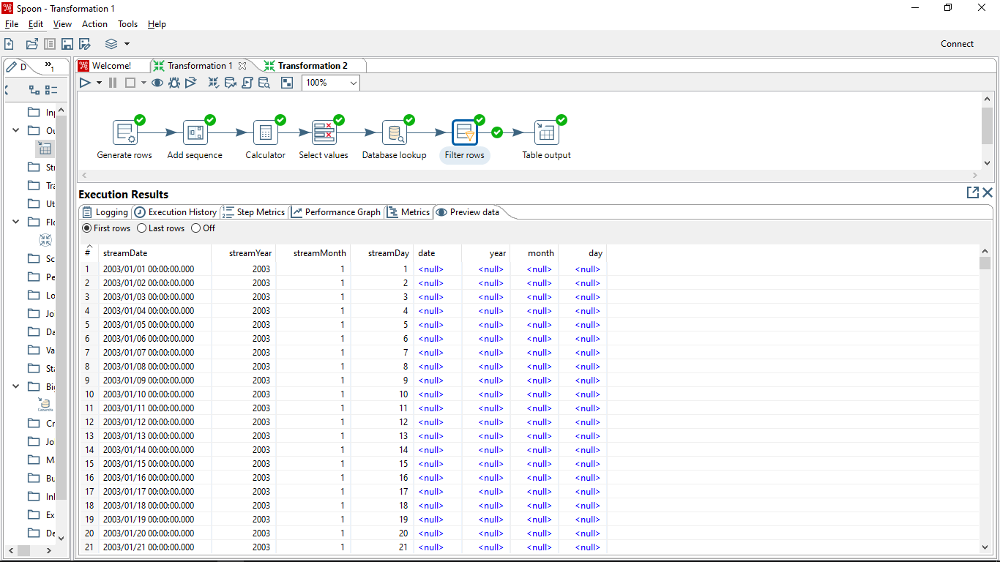 Spoon - Transformation 1
File Edit View Action Tools Help
Connect
D »1
Welcome! Transformation 1 Transformation 2
100%
Inp
Ou
Str
Tra
Ut
Flo
Sc
Pe
Lo
Jol
Da
Va
Sta
Big
Cassandra
Cr
Jol
Ma
Bu
Inl
Ex
De
Generate rows Add sequence Calculator Select values Database lookup Filter rows Table output
Execution Results
Logging Execution History Step Metrics Performance Graph Metrics Preview data
First rows Last rows Off
# streamDate streamYear streamMonth streamDay date year month day
1 2003/01/01 00:00:00.000 2003 1 1 <null> <null> <null> <null>
2 2003/01/02 00:00:00.000 2003 1 2 <null> <null> <null> <null>
3 2003/01/03 00:00:00.000 2003 1 3 <null> <null> <null> <null>
4 2003/01/04 00:00:00.000 2003 1 4 <null> <null> <null> <null>
5 2003/01/05 00:00:00.000 2003 1 5 <null> <null> <null> <null>
6 2003/01/06 00:00:00.000 2003 1 6 <null> <null> <null> <null>
7 2003/01/07 00:00:00.000 2003 1 7 <null> <null> <null> <null>
8 2003/01/08 00:00:00.000 2003 1 8 <null> <null> <null> <null>
9 2003/01/09 00:00:00.000 2003 1 9 <null> <null> <null> <null>
10 2003/01/10 00:00:00.000 2003 1 10 <null> <null> <null> <null>
11 2003/01/11 00:00:00.000 2003 1 11 <null> <null> <null> <null>
12 2003/01/12 00:00:00.000 2003 1 12 <null> <null> <null> <null>
13 2003/01/13 00:00:00.000 2003 1 13 <null> <null> <null> <null>
14 2003/01/14 00:00:00.000 2003 1 14 <null> <null> <null> <null>
15 2003/01/15 00:00:00.000 2003 1 15 <null> <null> <null> <null>
16 2003/01/16 00:00:00.000 2003 1 16 <null> <null> <null> <null>
17 2003/01/17 00:00:00.000 2003 1 17 <null> <null> <null> <null>
18 2003/01/18 00:00:00.000 2003 1 18 <null> <null> <null> <null>
19 2003/01/19 00:00:00.000 2003 1 19 <null> <null> <null> <null>
20 2003/01/20 00:00:00.000 2003 1 20 <null> <null> <null> <null>
21 2003/01/21 00:00:00.000 2003 1 21 <null> <null> <null> <null>